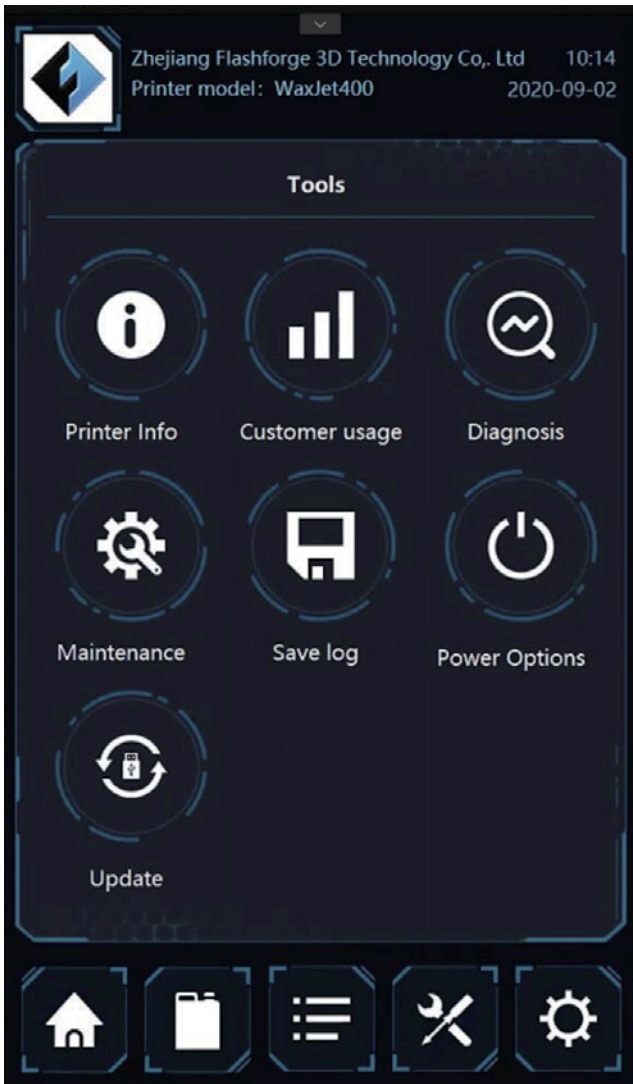 Zhejiang Flashforge 3D Technology Co,. Ltd 10:14
Printer model: WaxJet400 2020-09-02
Tools
Printer Info Customer usage Diagnosis
Maintenance Save log Power Options
Update